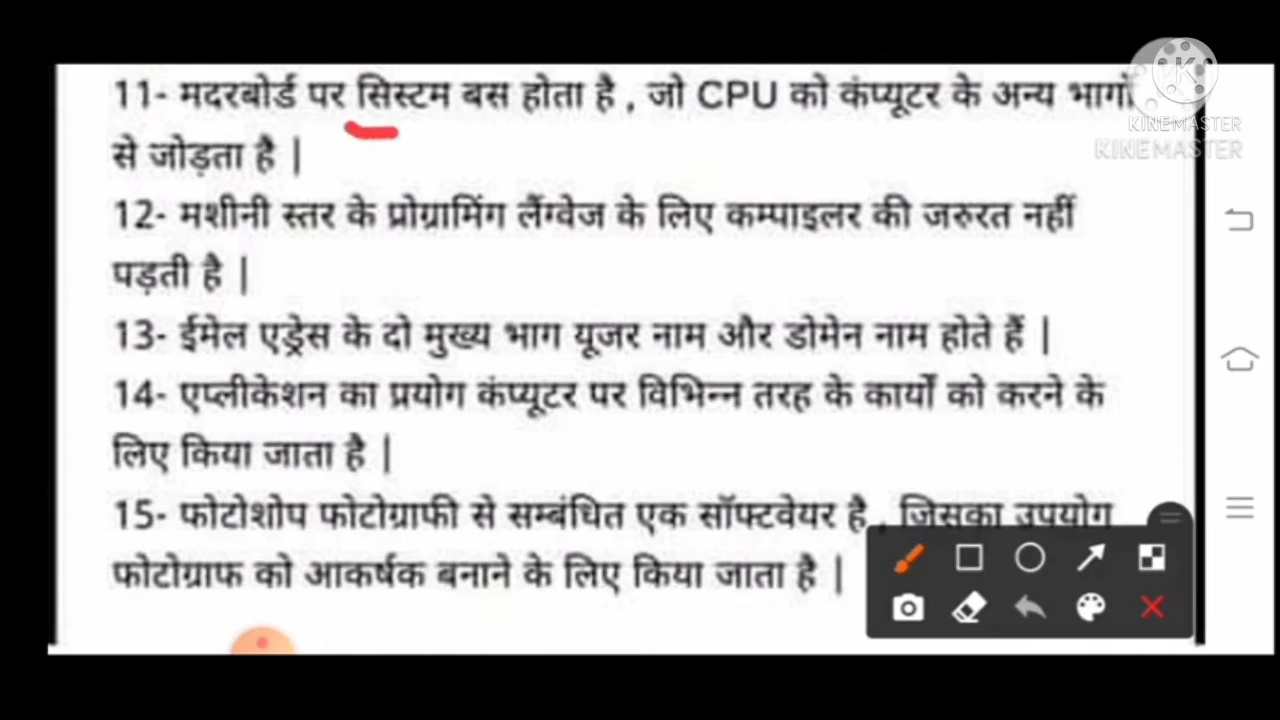 11- मदरबोर्ड पर सिस्टम बस होता है , जो CPU को कंप्यूटर के अन्य भागों
से जोड़ता है |
12- मशीनी स्तर के प्रोग्रामिंग लैंग्वेज के लिए कम्पाइलर की जरुरत नहीं
पड़ती है |
13- ईमेल एड्रेस के दो मुख्य भाग यूजर नाम और डोमेन नाम होते हैं |
14- एप्लीकेशन का प्रयोग कंप्यूटर पर विभिन्न तरह के कार्यों को करने के
लिए किया जाता है |
15- फोटोशोप फोटोग्राफी से सम्बंधित एक सॉफ्टवेयर है , जिसका उपयोग
फोटोग्राफ को आकर्षक बनाने के लिए किया जाता है |
KINEMASTER
KINEMASTER